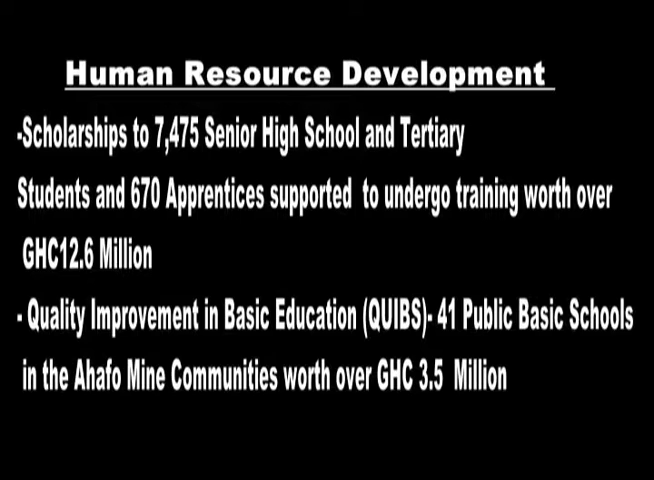 Human Resource Development
-Scholarships to 7,475 Senior High School and Tertiary
Students and 670 Apprentices supported to undergo training worth over
GHC12.6 Million
- Quality Improvement in Basic Education (QUIBS)- 41 Public Basic Schools
in the Ahafo Mine Communities worth over GHC 3.5 Million